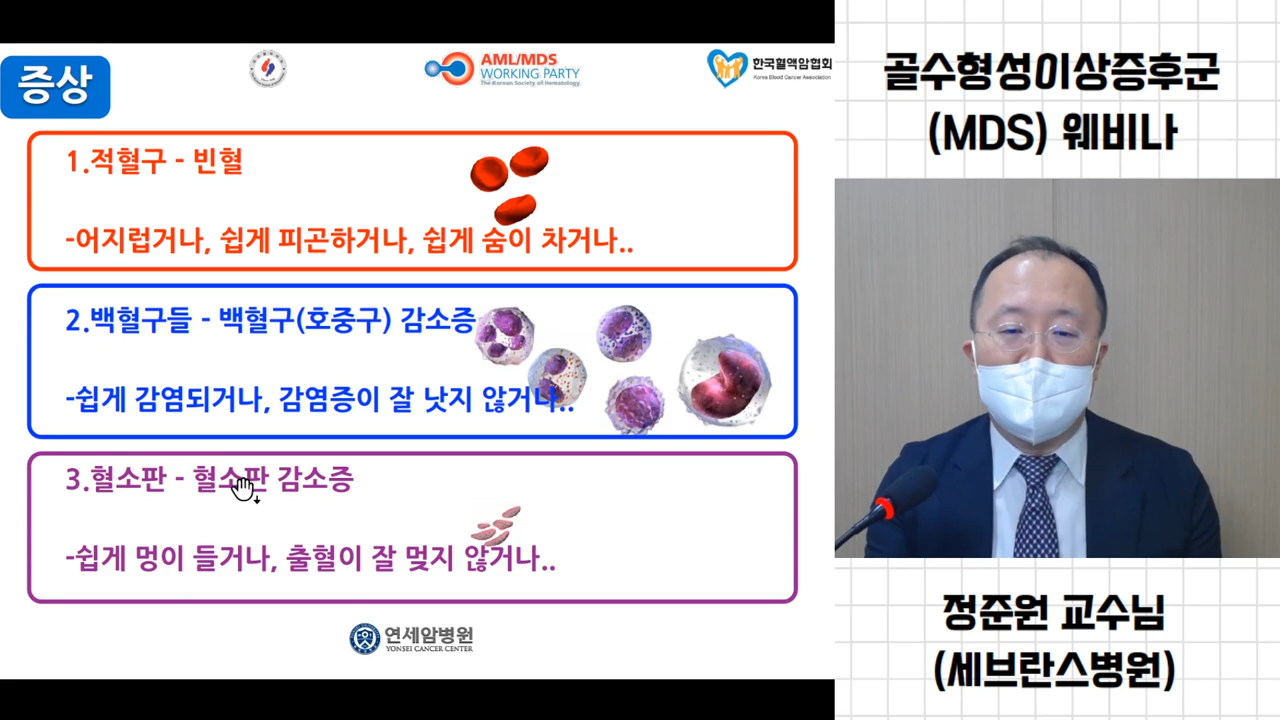 증상
AML/MDS
WORKING PARTY
The Korean Society of Hematology
한국혈액암협회
Korea Blood Cancer Association
1.적혈구 - 빈혈
-어지럽거나, 쉽게 피곤하거나, 쉽게 숨이 차거나..
2.백혈구들 - 백혈구(호중구) 감소증
-쉽게 감염되거나, 감염증이 잘 낫지 않거나..
3.혈소판 - 혈소판 감소증
-쉽게 멍이 들거나, 출혈이 잘 멎지 않거나..
연세암병원
YONSEI CANCER CENTER
골수형성이상증후군
(MDS) 웨비나
정준원 교수님
(세브란스병원)